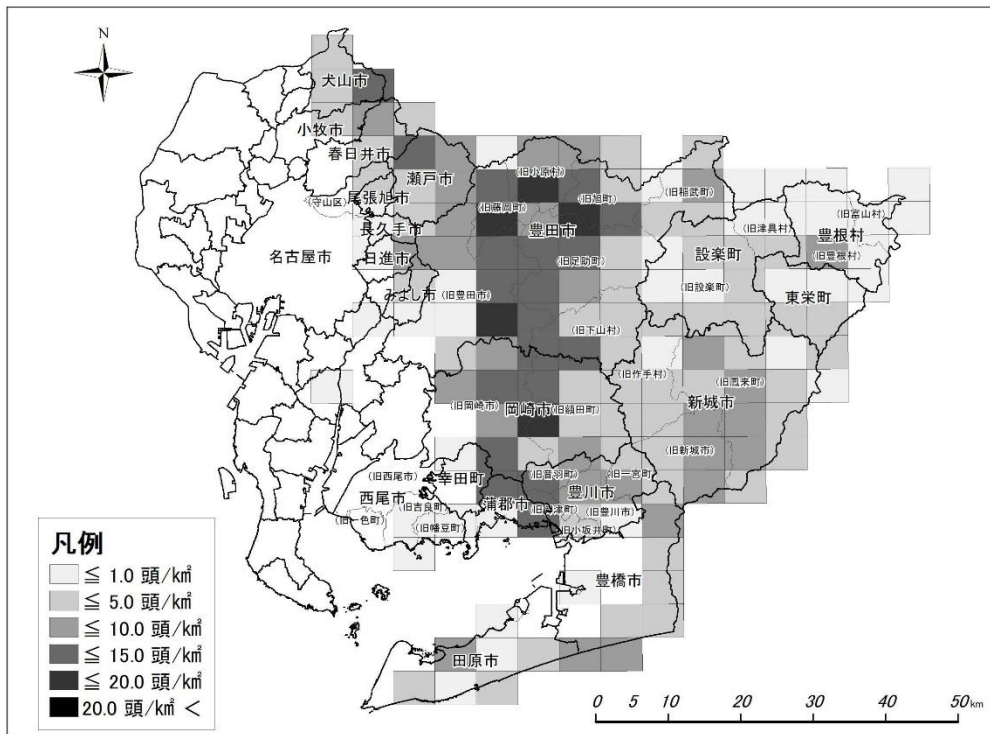 N
犬山市
小牧市
春日井市
瀬戸市
尾張旭市
(守山区)
長久手市
名古屋市
日進市
みよし市
(旧豊田市)
(旧小原村)
(旧藤岡町)
(旧旭町)
豊田市
(旧足助町)
(旧稲武町)
(旧下山村)
設楽町
(旧津具村)
(旧設楽町)
(旧富山村)
豊根村
(旧豊根村)
東栄町
(旧作手村)
(旧鳳来町)
新城市
(旧新城市)
(旧岡崎市)
岡崎市
(旧額田町)
(旧西尾市)
西尾市
(旧吉良町)
(旧一色町)
(旧幡豆町)
幸田町
蒲郡市
(旧音羽町)
(旧一宮町)
豊川市
(旧御津町)
(旧豊川市)
(旧小坂井町)
豊橋市
田原市
凡例
≦ 1.0 頭/k㎡
≦ 5.0 頭/k㎡
≦ 10.0 頭/k㎡
≦ 15.0 頭/k㎡
≦ 20.0 頭/k㎡
20.0 頭/k㎡ <
0 5 10 20 30 40 50km